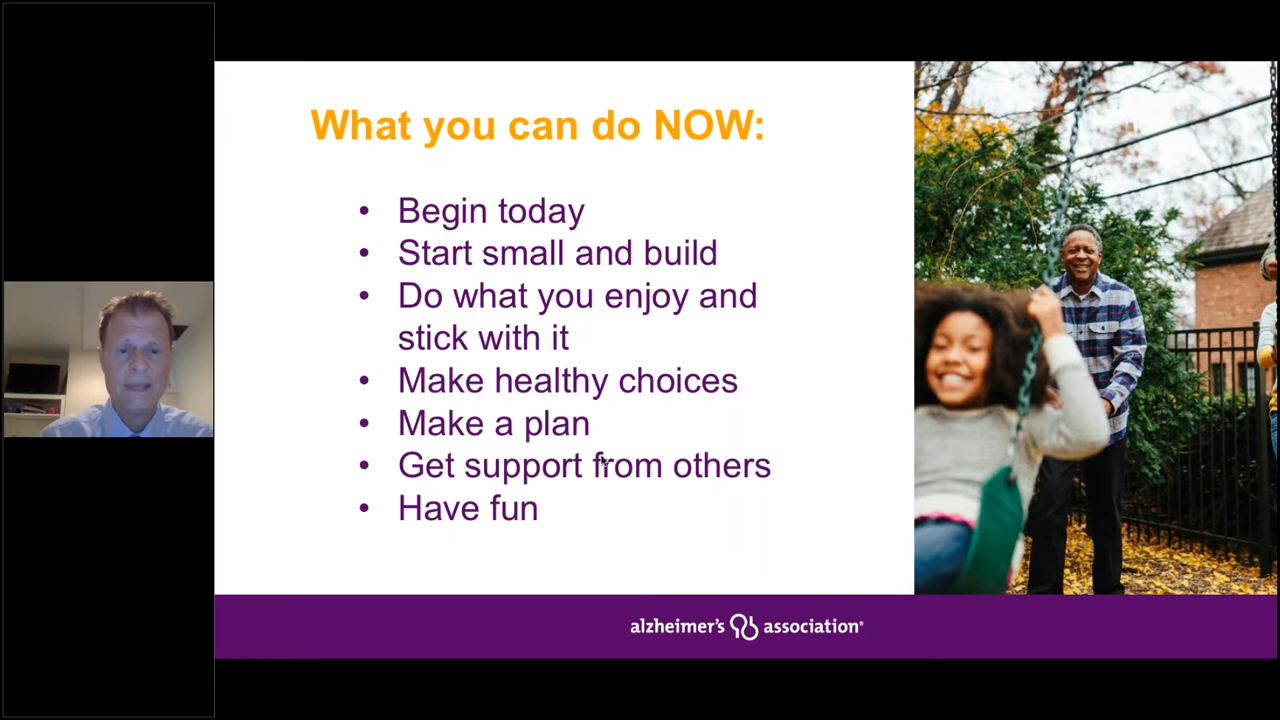 What you can do NOW:
• Begin today
• Start small and build
• Do what you enjoy and
stick with it
• Make healthy choices
• Make a plan
• Get support from others
• Have fun
alzheimer's association®